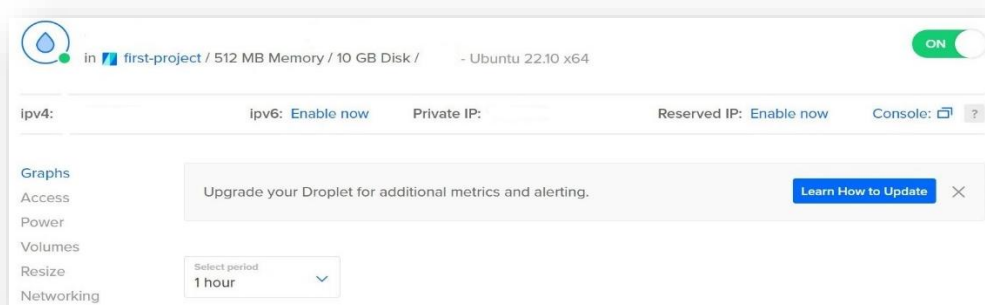 in first-project / 512 MB Memory / 10 GB Disk / - Ubuntu 22.10 x64
ON
ipv4: ipv6: Enable now Private IP: Reserved IP: Enable now Console: ?
Graphs
Access
Power
Volumes
Resize
Networking
Upgrade your Droplet for additional metrics and alerting.
Learn How to Update
Select period
1 hour